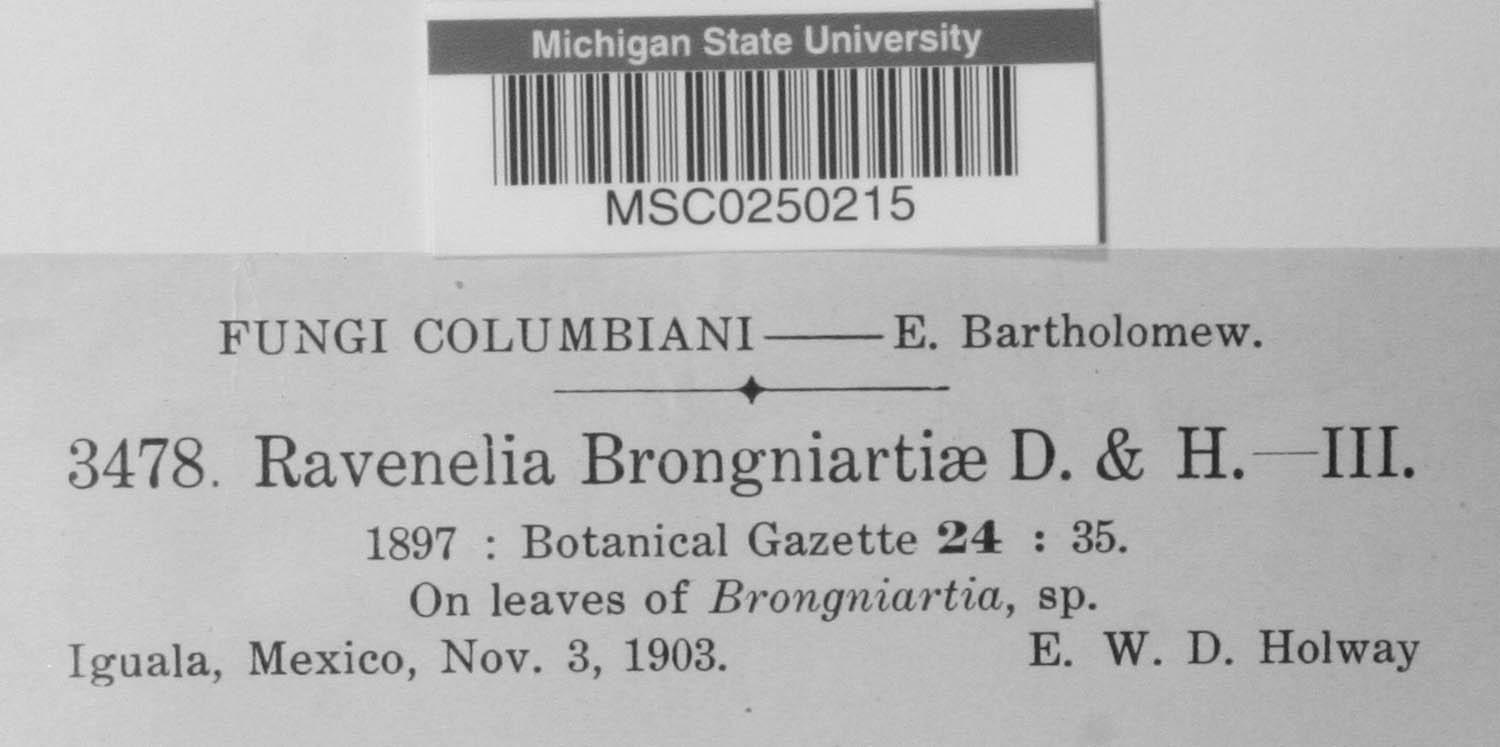 Michigan State University
MSC0250215
FUNGI COLUMBIANI——E. Bartholomew.
3478. Ravenelia Brongniartiæ D. & H.—III.
1897 : Botanical Gazette 24 : 35.
On leaves of Brongniartia, sp.
Iguala, Mexico, Nov. 3, 1903. E. W. D. Holway